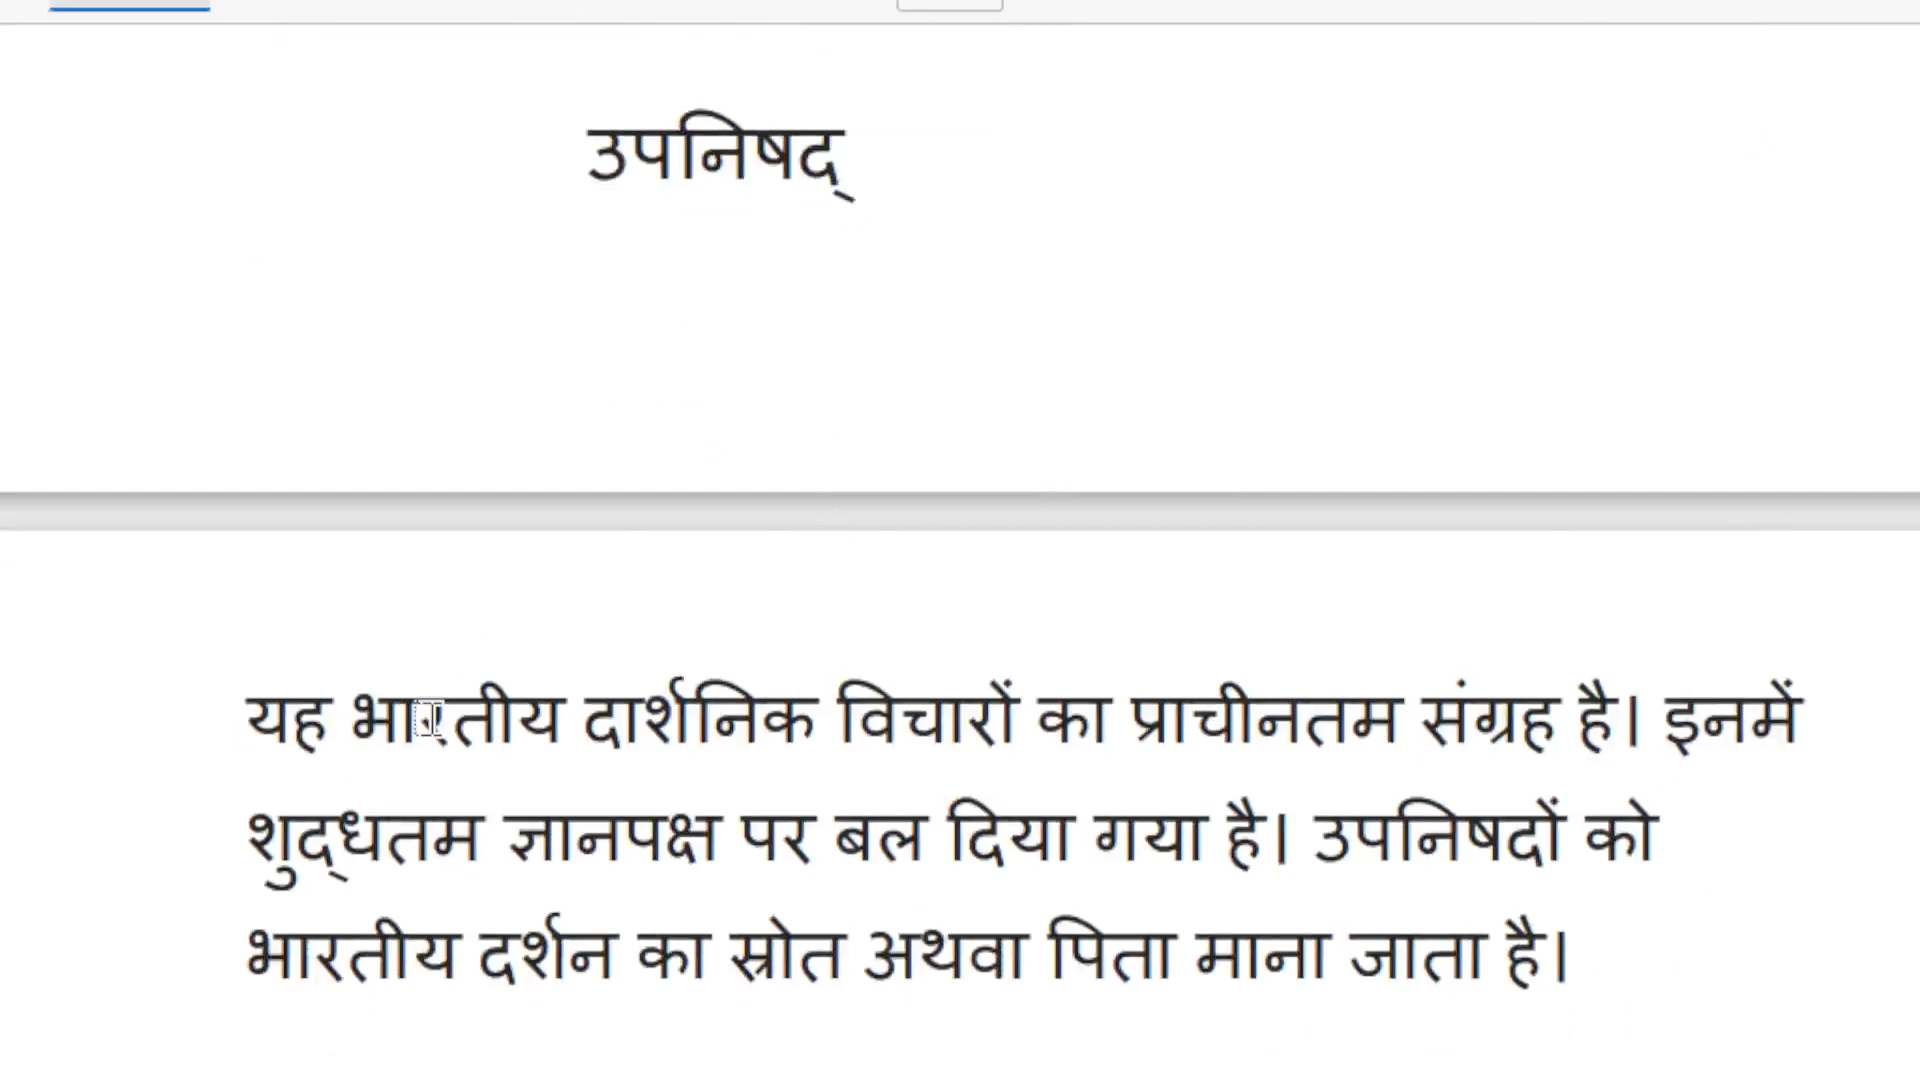 उपनिषद्
यह भारतीय दार्शनिक विचारों का प्राचीनतम संग्रह है। इनमें
शुद्धतम ज्ञानपक्ष पर बल दिया गया है। उपनिषदों को
भारतीय दर्शन का स्रोत अथवा पिता माना जाता है।